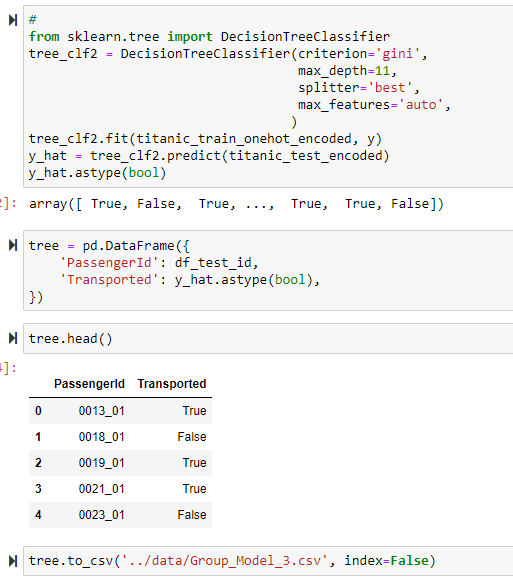 #
from sklearn.tree import DecisionTreeClassifier
tree_clf2 = DecisionTreeClassifier(criterion='gini',
                                   max_depth=11,
                                   splitter='best',
                                   max_features='auto',
                                  )
tree_clf2.fit(titanic_train_onehot_encoded, y)
y_hat = tree_clf2.predict(titanic_test_encoded)
y_hat.astype(bool)
]: array([ True, False,  True, ...,  True,  True, False])
tree = pd.DataFrame({
    'PassengerId': df_test_id,
    'Transported': y_hat.astype(bool),
})
tree.head()
]:
PassengerId Transported
0 0013_01 True
1 0018_01 False
2 0019_01 True
3 0021_01 True
4 0023_01 False
tree.to_csv('../data/Group_Model_3.csv', index=False)